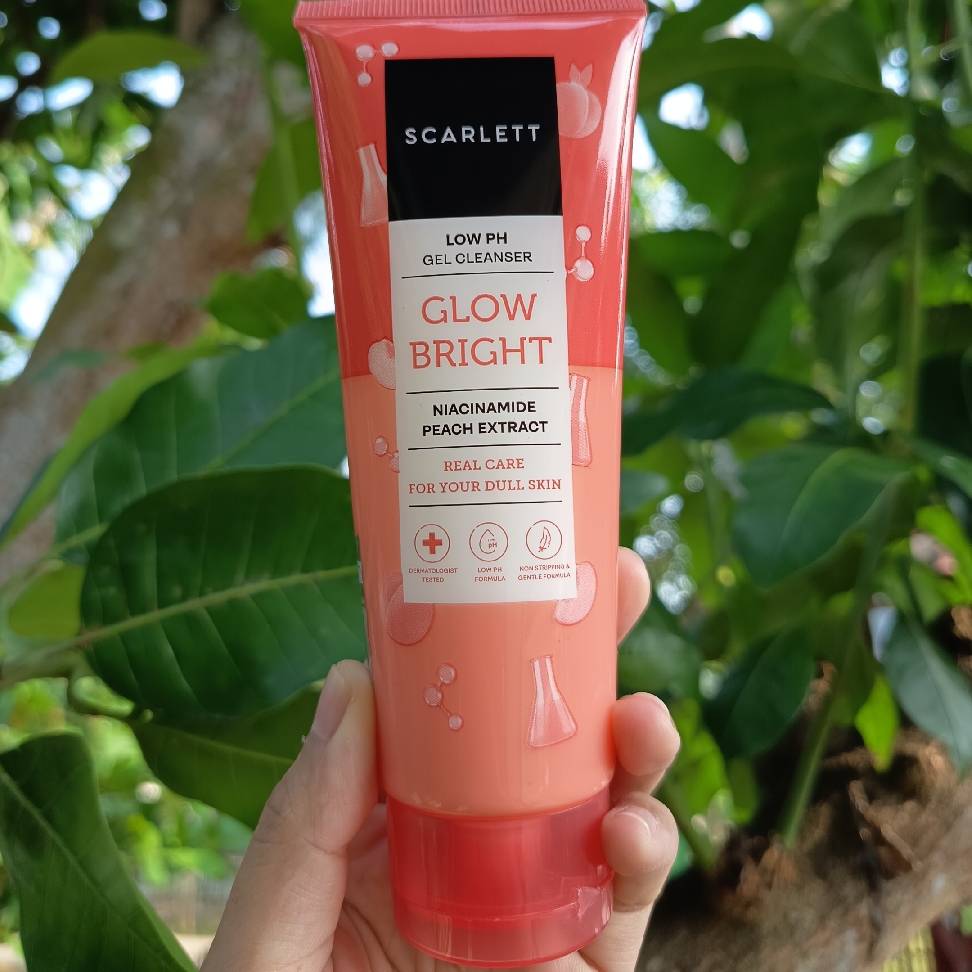 SCARLETT
LOW PH
GEL CLEANSER
GLOW
BRIGHT
NIACINAMIDE
PEACH EXTRACT
REAL CARE
FOR YOUR DULL SKIN
pH
DERMATOLOGIST
TESTED
LOW PH
FORMULA
NON STRIPPING &
GENTLE FORMULA